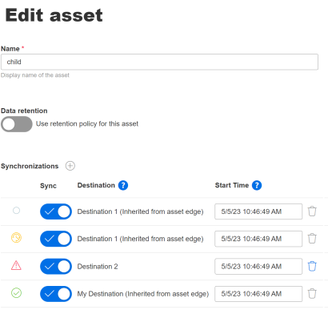 Edit asset
Name *
child
Display name of the asset
Data retention
Use retention policy for this asset
Synchronizations
Sync Destination ? Start Time ?
Destination 1 (Inherited from asset edge) 5/5/23 10:46:49 AM
Destination 1 (Inherited from asset edge) 5/5/23 10:46:49 AM
Destination 2 5/5/23 10:46:49 AM
My Destination (Inherited from asset edge) 5/5/23 10:46:49 AM